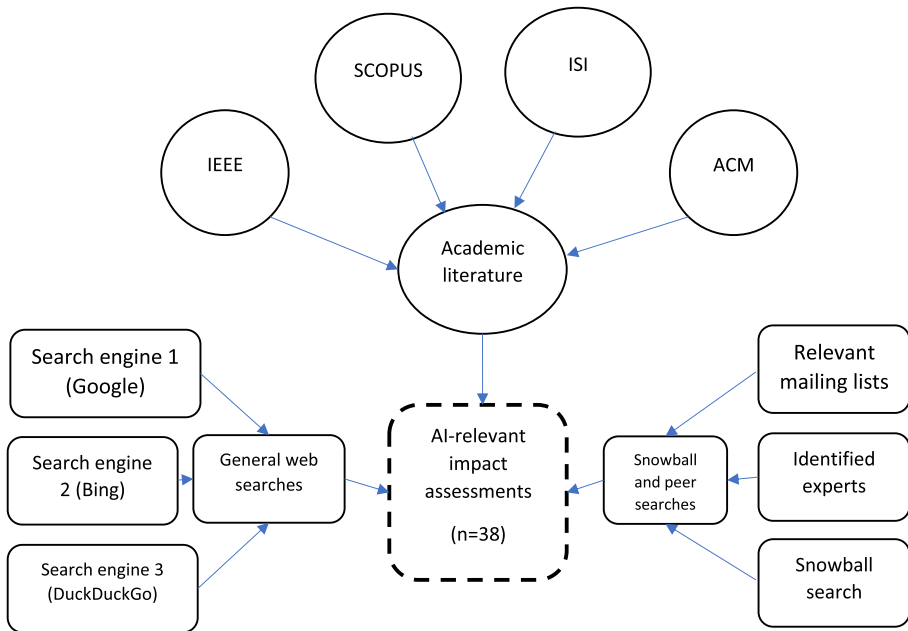 SCOPUS
ISI
IEEE
ACM
Academic
literature
Search engine 1
(Google)
Search engine
2 (Bing)
Search engine 3
(DuckDuckGo)
General web
searches
AI-relevant
impact
assessments
(n=38)
Snowball
and peer
searches
Relevant
mailing lists
Identified
experts
Snowball
search